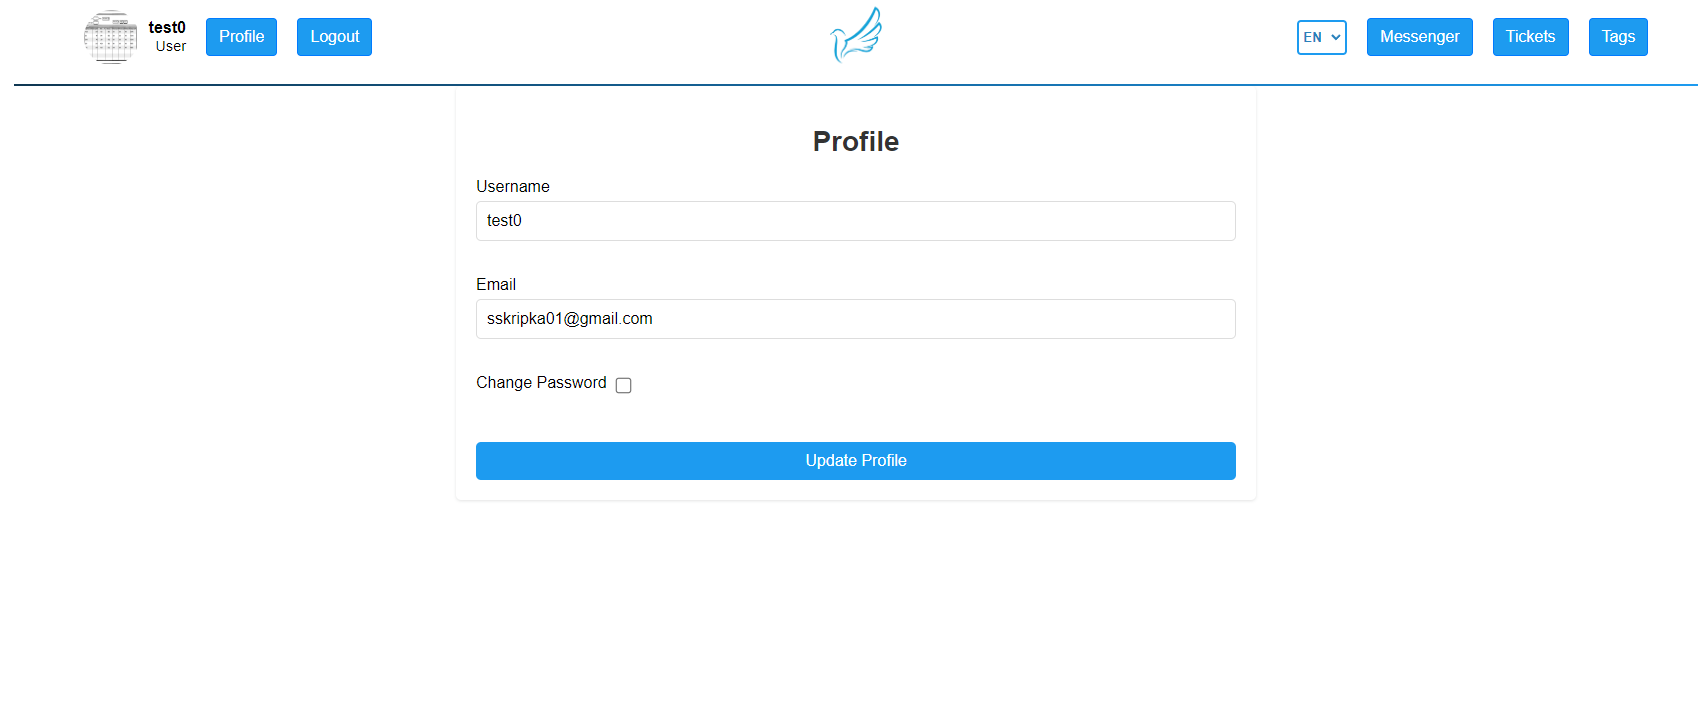 test0
User
Profile
Logout
EN
Messenger
Tickets
Tags
Profile
Username
test0
Email
sskripka01@gmail.com
Change Password
Update Profile